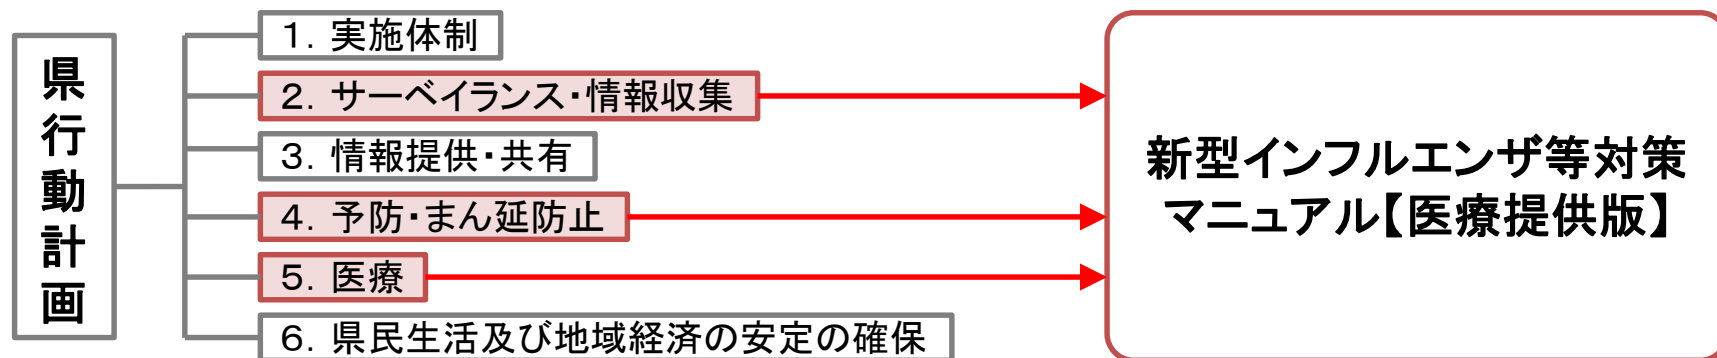 県行動計画
1．実施体制
2．サーベイランス・情報収集
3．情報提供・共有
4．予防・まん延防止
5．医療
6．県民生活及び地域経済の安定の確保
新型インフルエンザ等対策
マニュアル【医療提供版】